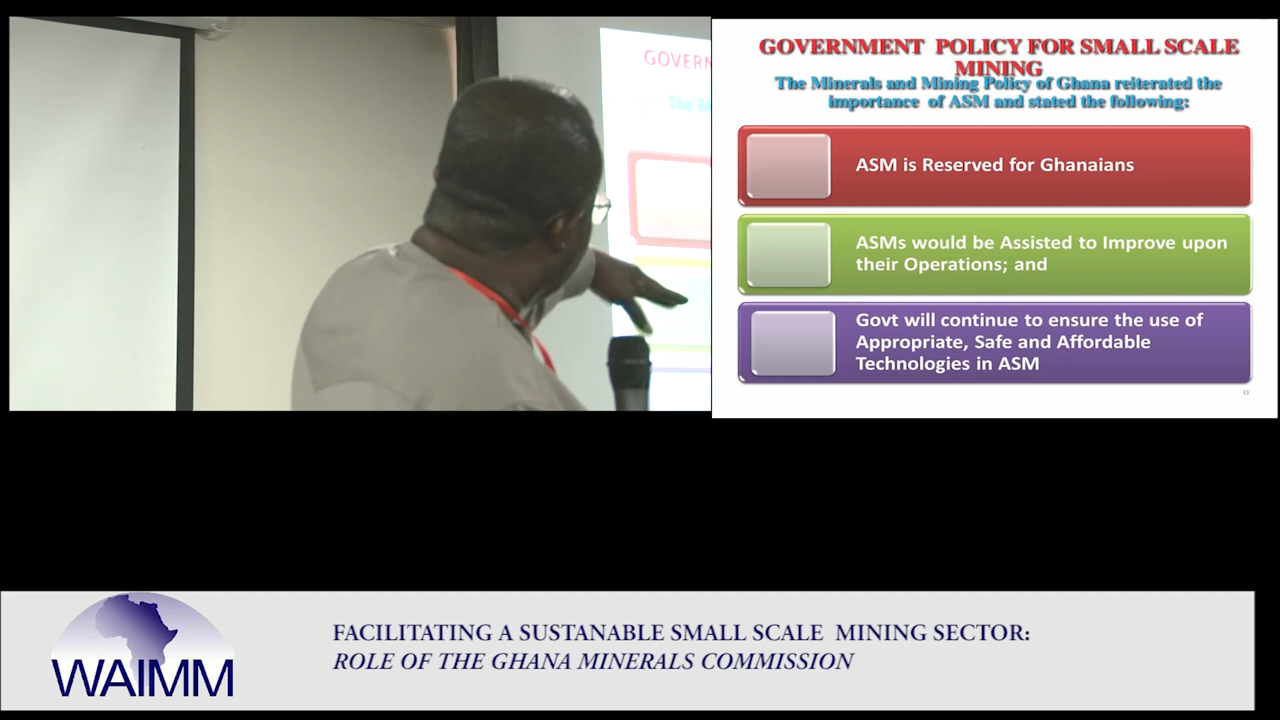 GOVERN
The Mi
GOVERNMENT POLICY FOR SMALL SCALE
MINING
The Minerals and Mining Policy of Ghana reiterated the
importance of ASM and stated the following:
ASM is Reserved for Ghanaians
ASMs would be Assisted to Improve upon
their Operations; and
Govt will continue to ensure the use of
Appropriate, Safe and Affordable
Technologies in ASM
0
WAIMM
FACILITATING A SUSTANABLE SMALL SCALE MINING SECTOR:
ROLE OF THE GHANA MINERALS COMMISSION